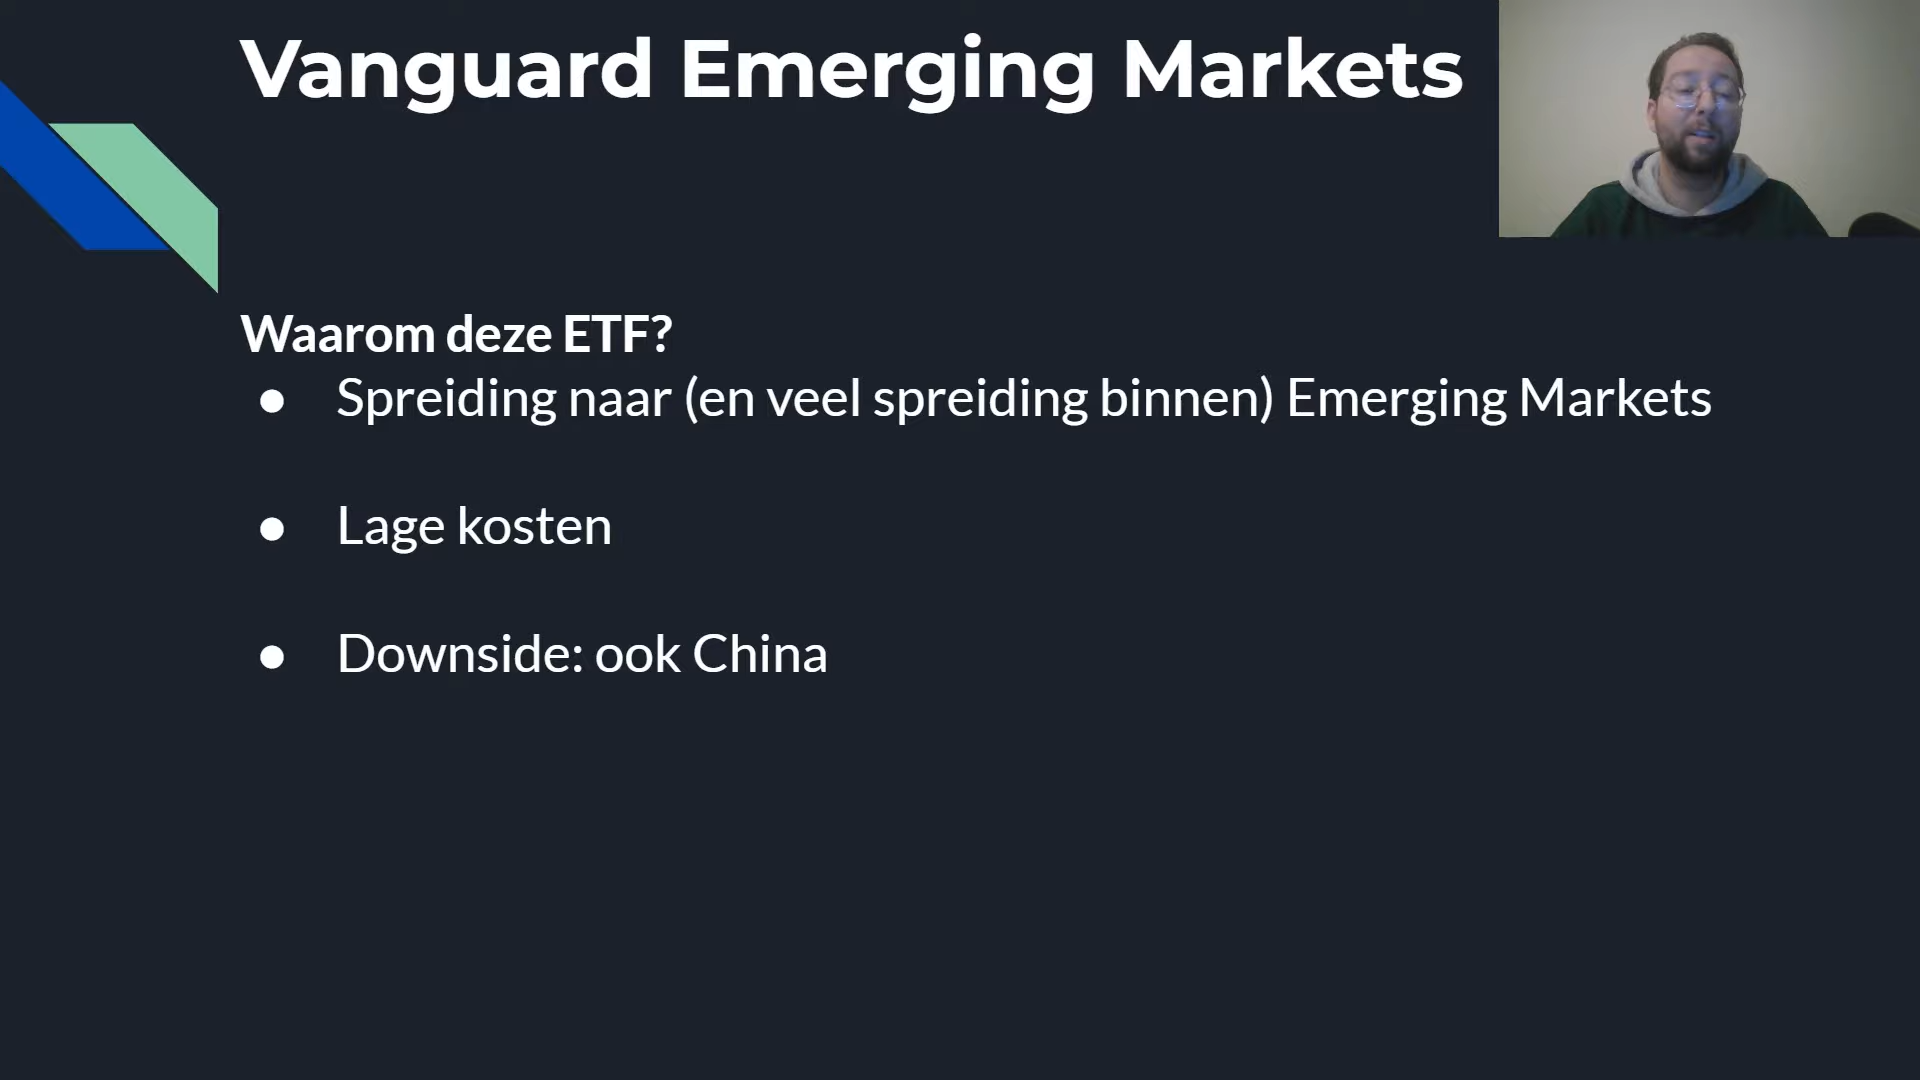 Vanguard Emerging Markets
Waarom deze ETF?
● Spreiding naar (en veel spreiding binnen) Emerging Markets
● Lage kosten
● Downside: ook China